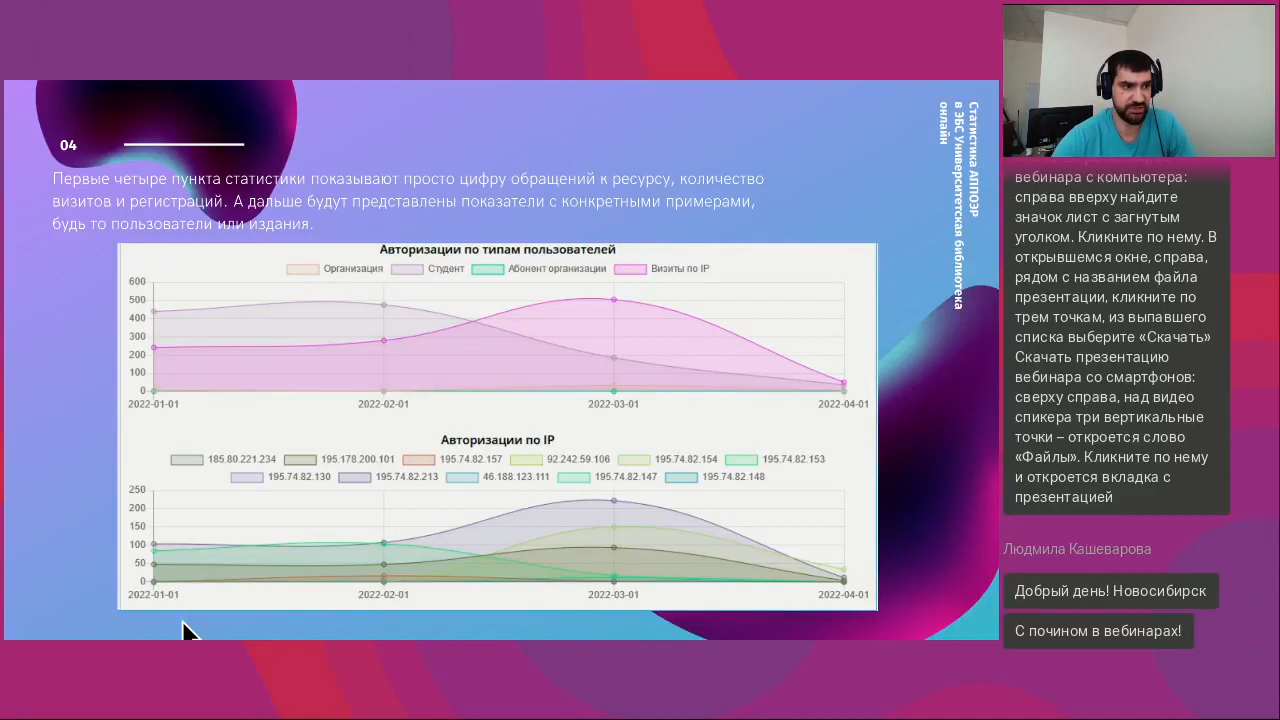 04
Первые четыре пункта статистики показывают просто цифру обращений к ресурсу, количество
визитов и регистраций. А дальше будут представлены показатели с конкретными примерами,
будь то пользователи или издания.
Статистика АППОЭР
в ЭБС Университетская библиотека
онлайн
Авторизации по типам пользователей
Организация Студент Абонент организации Визиты по IP
600
500
400
300
200
100
0
2022-01-01 2022-02-01 2022-03-01 2022-04-01
Авторизации по IP
185.80.221.234 195.178.200.101 195.74.82.157 92.242.59.106 195.74.82.154 195.74.82.153
195.74.82.130 195.74.82.213 46.188.123.111 195.74.82.147 195.74.82.148
250
200
150
100
50
0
2022-01-01 2022-02-01 2022-03-01 2022-04-01
вебинара с компьютера:
справа вверху найдите
значок лист с загнутым
уголком. Кликните по нему. В
открывшемся окне, справа,
рядом с названием файла
презентации, кликните по
трем точкам, из выпавшего
списка выберите «Скачать»
Скачать презентацию
вебинара со смартфонов:
сверху справа, над видео
спикера три вертикальные
точки – откроется слово
«Файлы». Кликните по нему
и откроется вкладка с
презентацией
Людмила Кашеварова
Добрый день! Новосибирск
С почином в вебинарах!